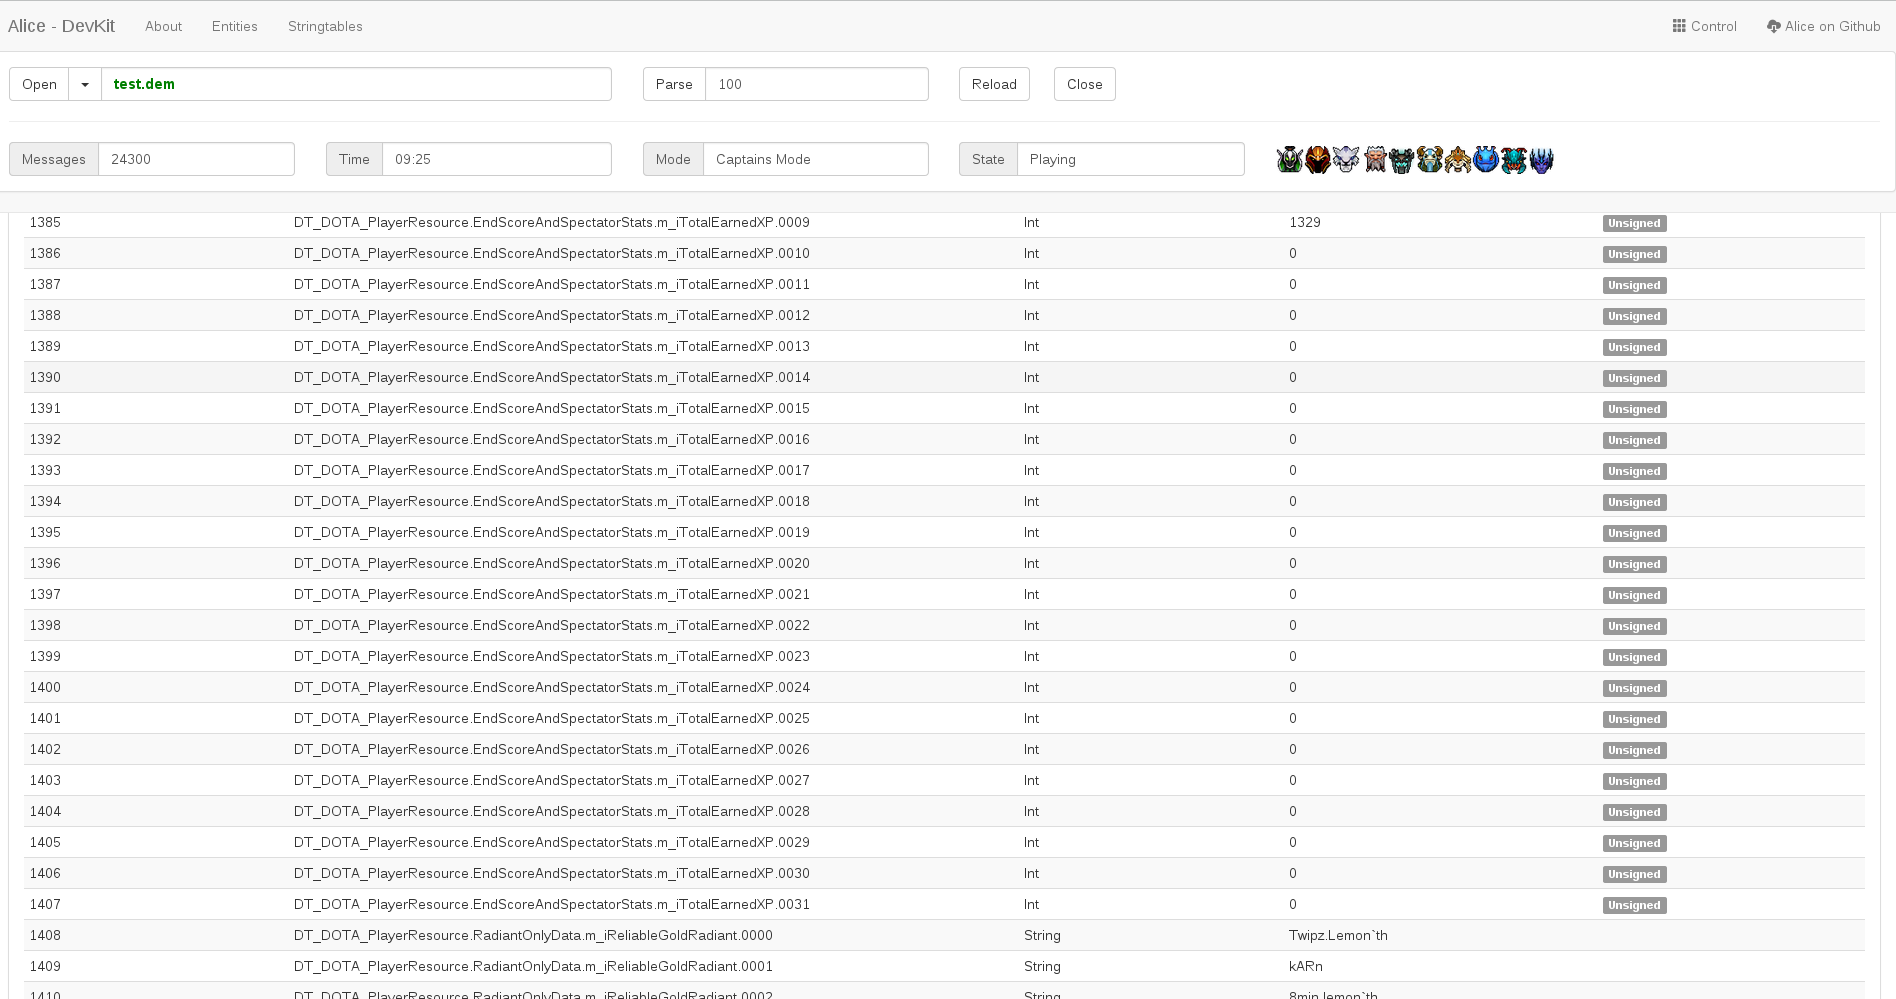 Alice - DevKit About Entities Stringtables Control Alice on Github
Open test.dem Parse 100 Reload Close
Messages 24300 Time 09:25 Mode Captains Mode State Playing
1385 DT_DOTA_PlayerResource.EndScoreAndSpectatorStats.m_iTotalEarnedXP.0009 Int 1329 Unsigned
1386 DT_DOTA_PlayerResource.EndScoreAndSpectatorStats.m_iTotalEarnedXP.0010 Int 0 Unsigned
1387 DT_DOTA_PlayerResource.EndScoreAndSpectatorStats.m_iTotalEarnedXP.0011 Int 0 Unsigned
1388 DT_DOTA_PlayerResource.EndScoreAndSpectatorStats.m_iTotalEarnedXP.0012 Int 0 Unsigned
1389 DT_DOTA_PlayerResource.EndScoreAndSpectatorStats.m_iTotalEarnedXP.0013 Int 0 Unsigned
1390 DT_DOTA_PlayerResource.EndScoreAndSpectatorStats.m_iTotalEarnedXP.0014 Int 0 Unsigned
1391 DT_DOTA_PlayerResource.EndScoreAndSpectatorStats.m_iTotalEarnedXP.0015 Int 0 Unsigned
1392 DT_DOTA_PlayerResource.EndScoreAndSpectatorStats.m_iTotalEarnedXP.0016 Int 0 Unsigned
1393 DT_DOTA_PlayerResource.EndScoreAndSpectatorStats.m_iTotalEarnedXP.0017 Int 0 Unsigned
1394 DT_DOTA_PlayerResource.EndScoreAndSpectatorStats.m_iTotalEarnedXP.0018 Int 0 Unsigned
1395 DT_DOTA_PlayerResource.EndScoreAndSpectatorStats.m_iTotalEarnedXP.0019 Int 0 Unsigned
1396 DT_DOTA_PlayerResource.EndScoreAndSpectatorStats.m_iTotalEarnedXP.0020 Int 0 Unsigned
1397 DT_DOTA_PlayerResource.EndScoreAndSpectatorStats.m_iTotalEarnedXP.0021 Int 0 Unsigned
1398 DT_DOTA_PlayerResource.EndScoreAndSpectatorStats.m_iTotalEarnedXP.0022 Int 0 Unsigned
1399 DT_DOTA_PlayerResource.EndScoreAndSpectatorStats.m_iTotalEarnedXP.0023 Int 0 Unsigned
1400 DT_DOTA_PlayerResource.EndScoreAndSpectatorStats.m_iTotalEarnedXP.0024 Int 0 Unsigned
1401 DT_DOTA_PlayerResource.EndScoreAndSpectatorStats.m_iTotalEarnedXP.0025 Int 0 Unsigned
1402 DT_DOTA_PlayerResource.EndScoreAndSpectatorStats.m_iTotalEarnedXP.0026 Int 0 Unsigned
1403 DT_DOTA_PlayerResource.EndScoreAndSpectatorStats.m_iTotalEarnedXP.0027 Int 0 Unsigned
1404 DT_DOTA_PlayerResource.EndScoreAndSpectatorStats.m_iTotalEarnedXP.0028 Int 0 Unsigned
1405 DT_DOTA_PlayerResource.EndScoreAndSpectatorStats.m_iTotalEarnedXP.0029 Int 0 Unsigned
1406 DT_DOTA_PlayerResource.EndScoreAndSpectatorStats.m_iTotalEarnedXP.0030 Int 0 Unsigned
1407 DT_DOTA_PlayerResource.EndScoreAndSpectatorStats.m_iTotalEarnedXP.0031 Int 0 Unsigned
1408 DT_DOTA_PlayerResource.RadiantOnlyData.m_iReliableGoldRadiant.0000 String Twipz.Lemon`th
1409 DT_DOTA_PlayerResource.RadiantOnlyData.m_iReliableGoldRadiant.0001 String kARn
1410 DT_DOTA_PlayerResource.RadiantOnlyData.m_iReliableGoldRadiant.0002 String 8min.lemon`th